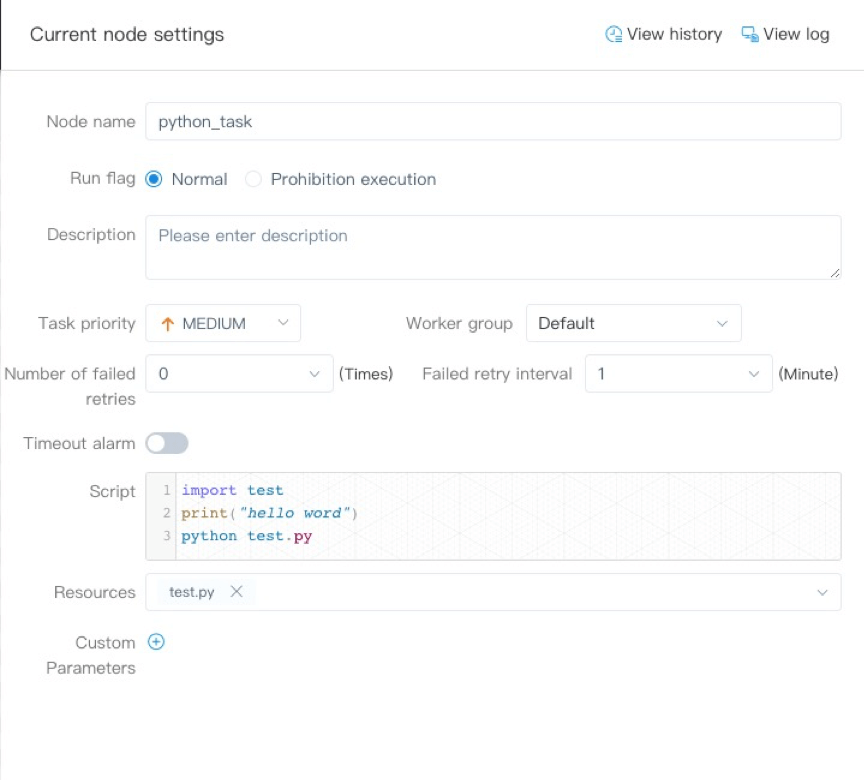 Current node settings View history View log
Node name python_task
Run flag Normal Prohibition execution
Description Please enter description
Task priority MEDIUM Worker group Default
Number of failed retries 0 (Times) Failed retry interval 1 (Minute)
Timeout alarm
Script
1 import test
2 print("hello word")
3 python test.py
Resources test.py
Custom
Parameters